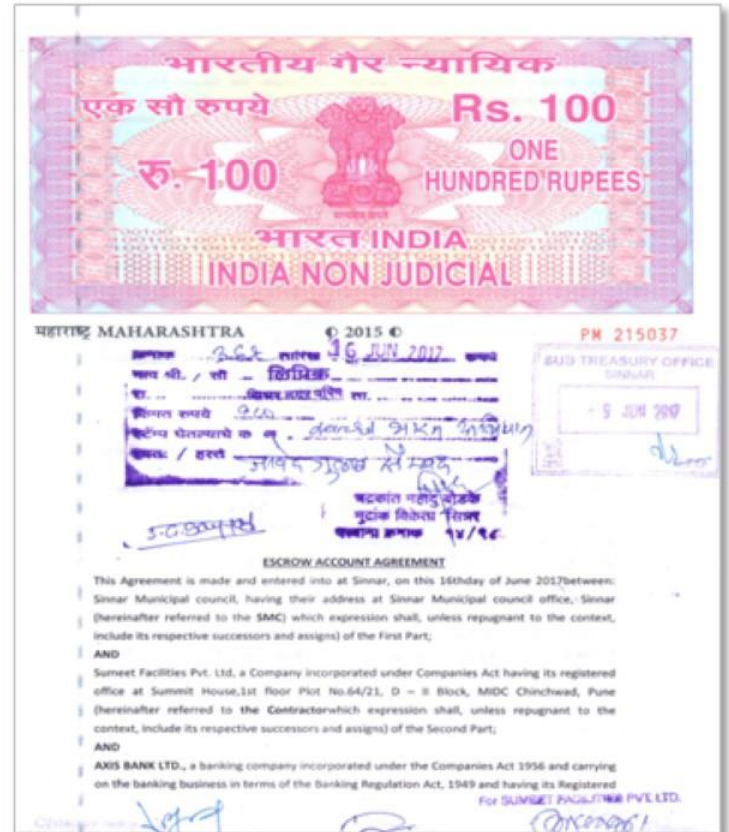 भारतीय गैर न्यायिक
एक सौ रुपये
Rs. 100
रु. 100
ONE
HUNDRED RUPEES
सत्यमेव जयते
भारत INDIA
INDIA NON JUDICIAL
महाराष्ट्र MAHARASHTRA
2015
PM 215037
16 JUN 2017
SUB TREASURY OFFICE
SINNAR
- 9 JUN 2017
लिपिक
१४/९८
ESCROW ACCOUNT AGREEMENT
This Agreement is made and entered into at Sinnar, on this 16thday of June 2017between:
Sinnar Municipal council, having their address at Sinnar Municipal council office, Sinnar
(hereinafter referred to the SMC) which expression shall, unless repugnant to the context,
include its respective successors and assigns) of the First Part;
AND
Sumeet Facilities Pvt. Ltd, a Company incorporated under Companies Act having its registered
office at Summit House,1st floor Plot No.64/21, D – II Block, MIDC Chinchwad, Pune
(hereinafter referred to the Contractorwhich expression shall, unless repugnant to the
context, include its respective successors and assigns) of the Second Part;
AND
AXIS BANK LTD., a banking company incorporated under the Companies Act 1956 and carrying
on the banking business in terms of the Banking Regulation Act, 1949 and having its Registered
For SUMEET FACILITIES PVT. LTD.